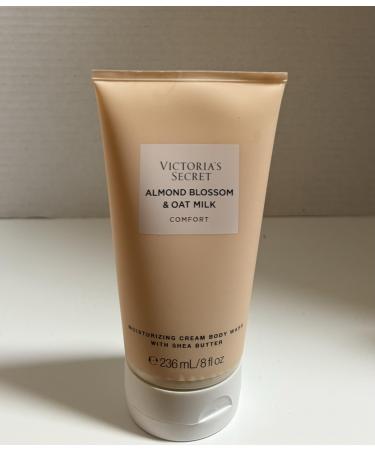 VICTORIA'S
SECRET
ALMOND BLOSSOM
& OAT MILK
COMFORT
MOISTURIZING CREAM BODY WASH
WITH SHEA BUTTER
℮ 236 mL/8 fl oz